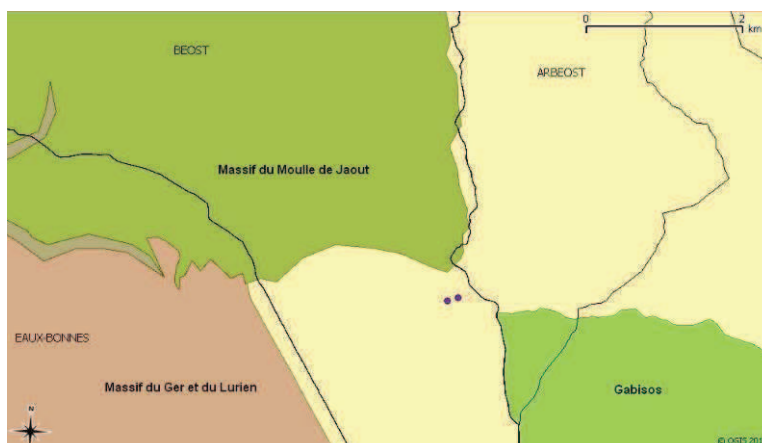 0 2
km
BEOST
ARBEOST
Massif du Moulle de Jaout
EAUX-BONNES
Massif du Ger et du Lurien
Gabisos
N